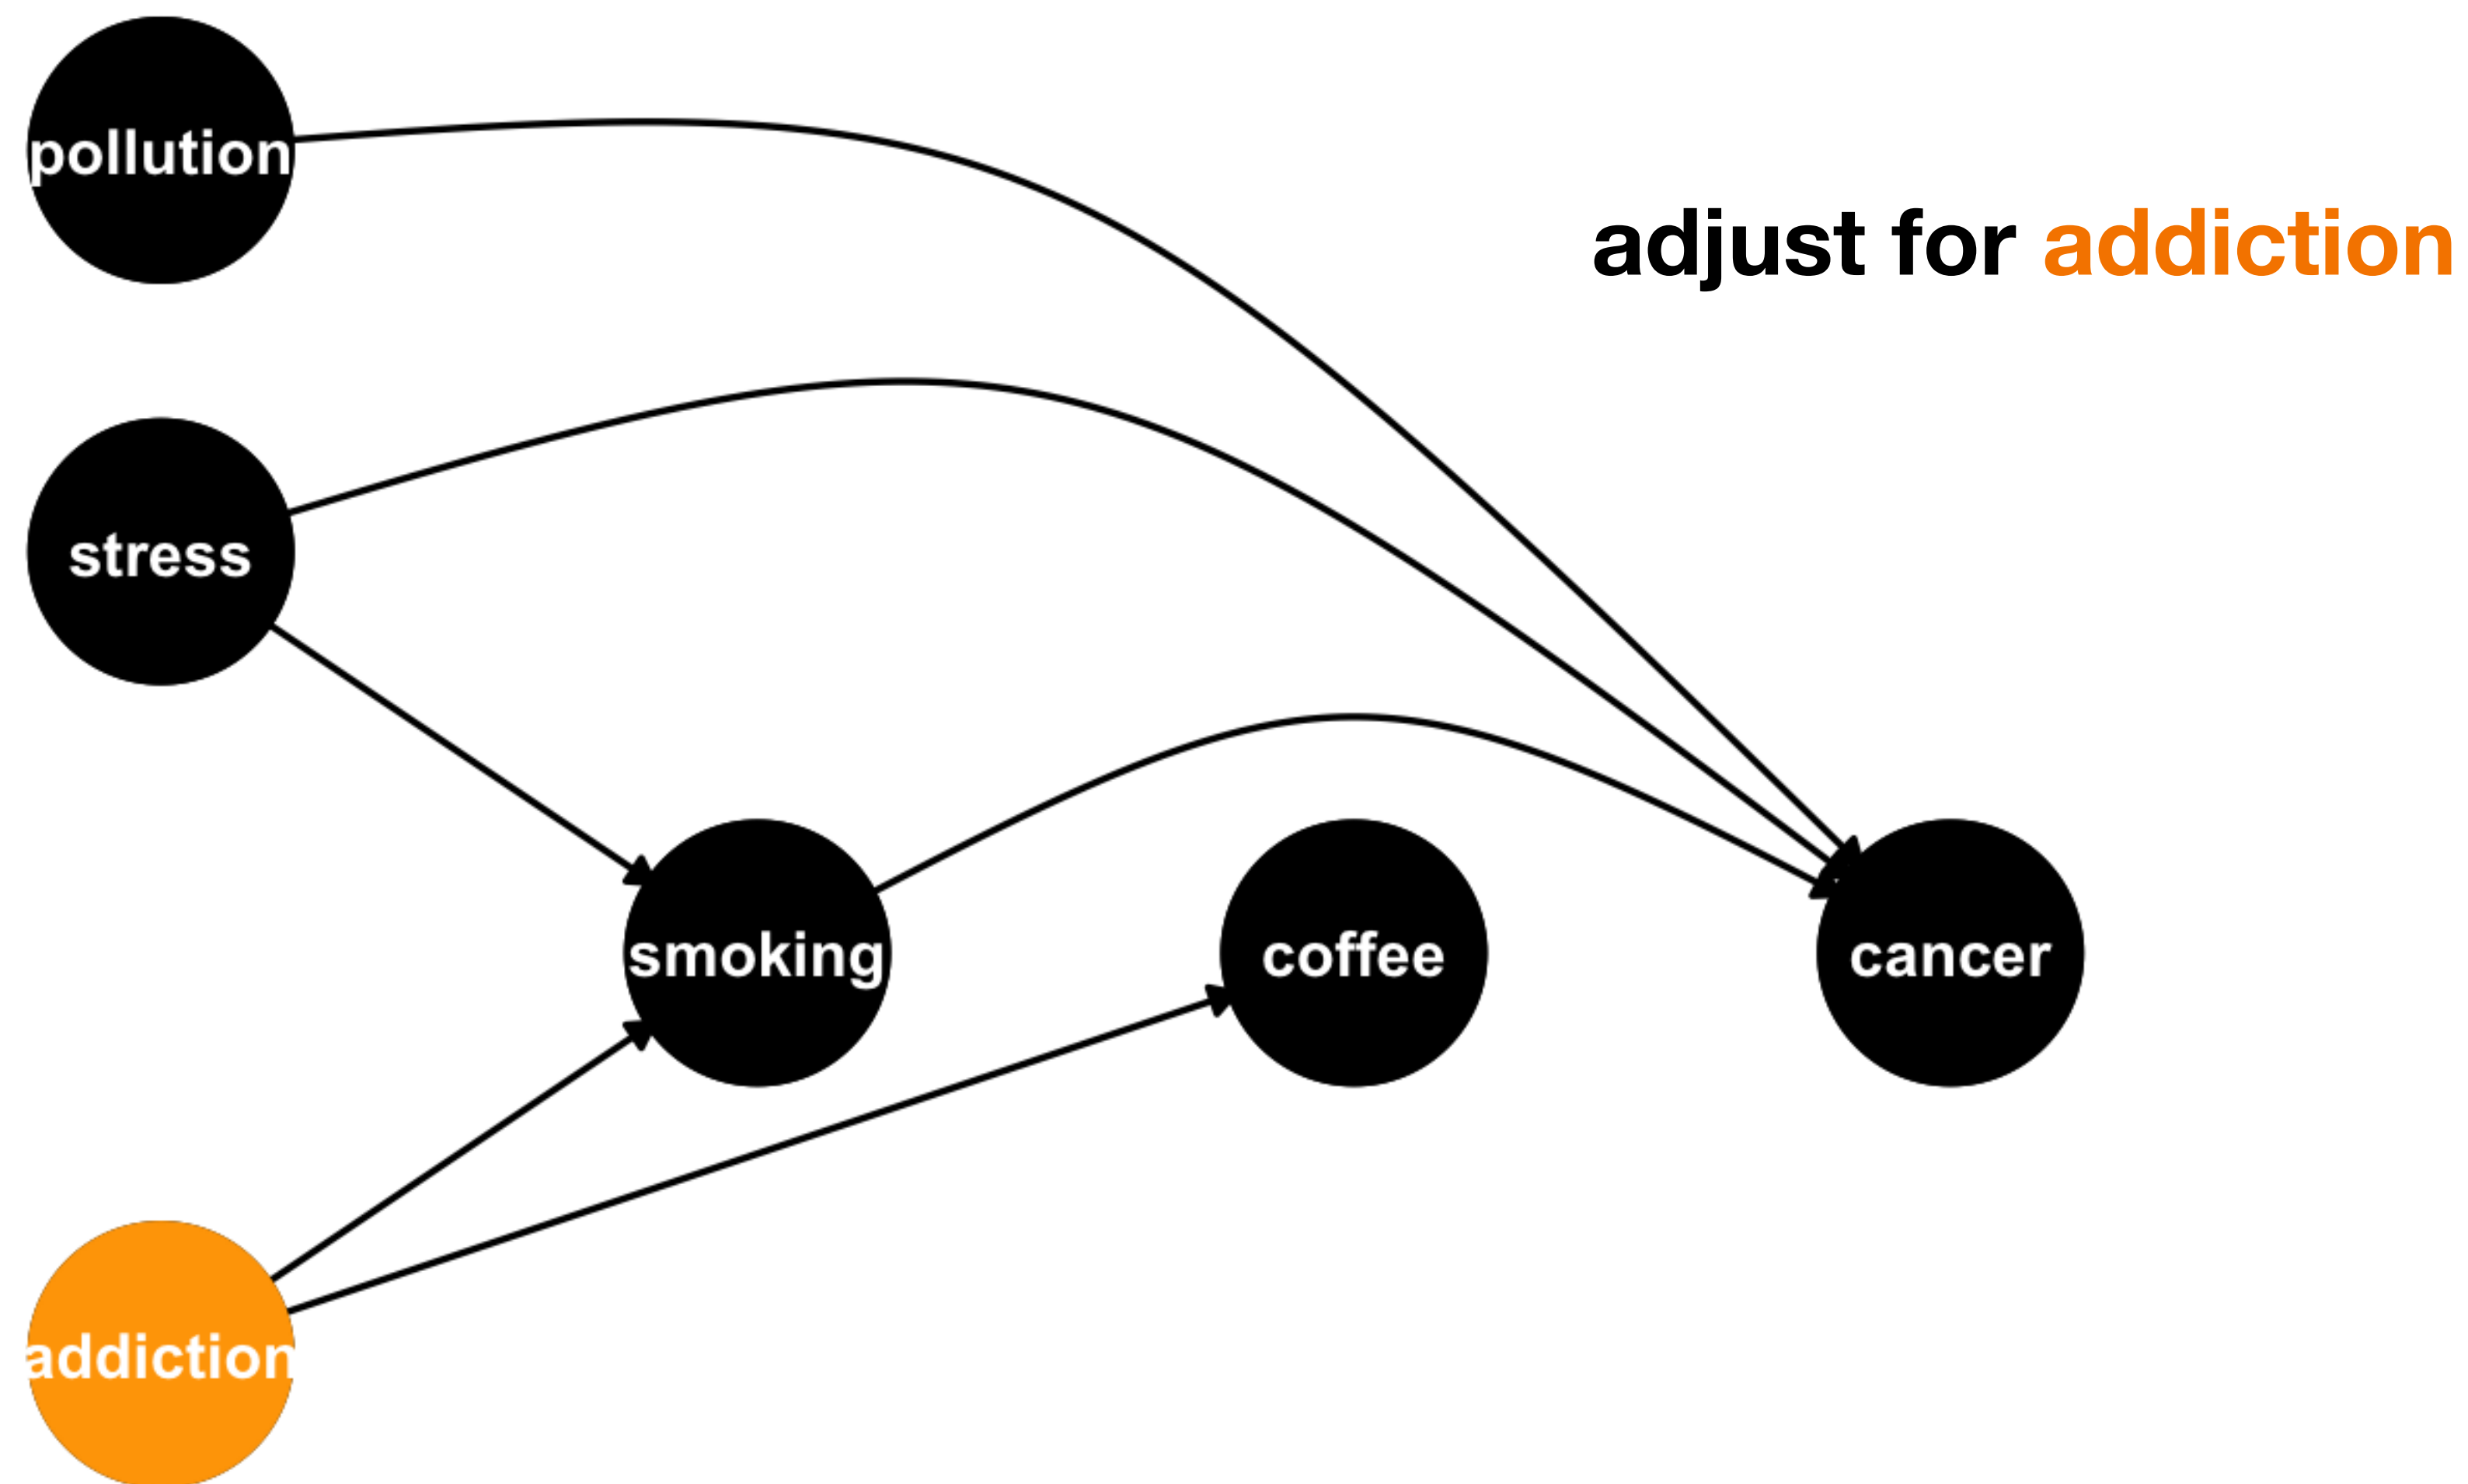 pollution
adjust for addiction
stress
smoking
coffee
cancer
addiction